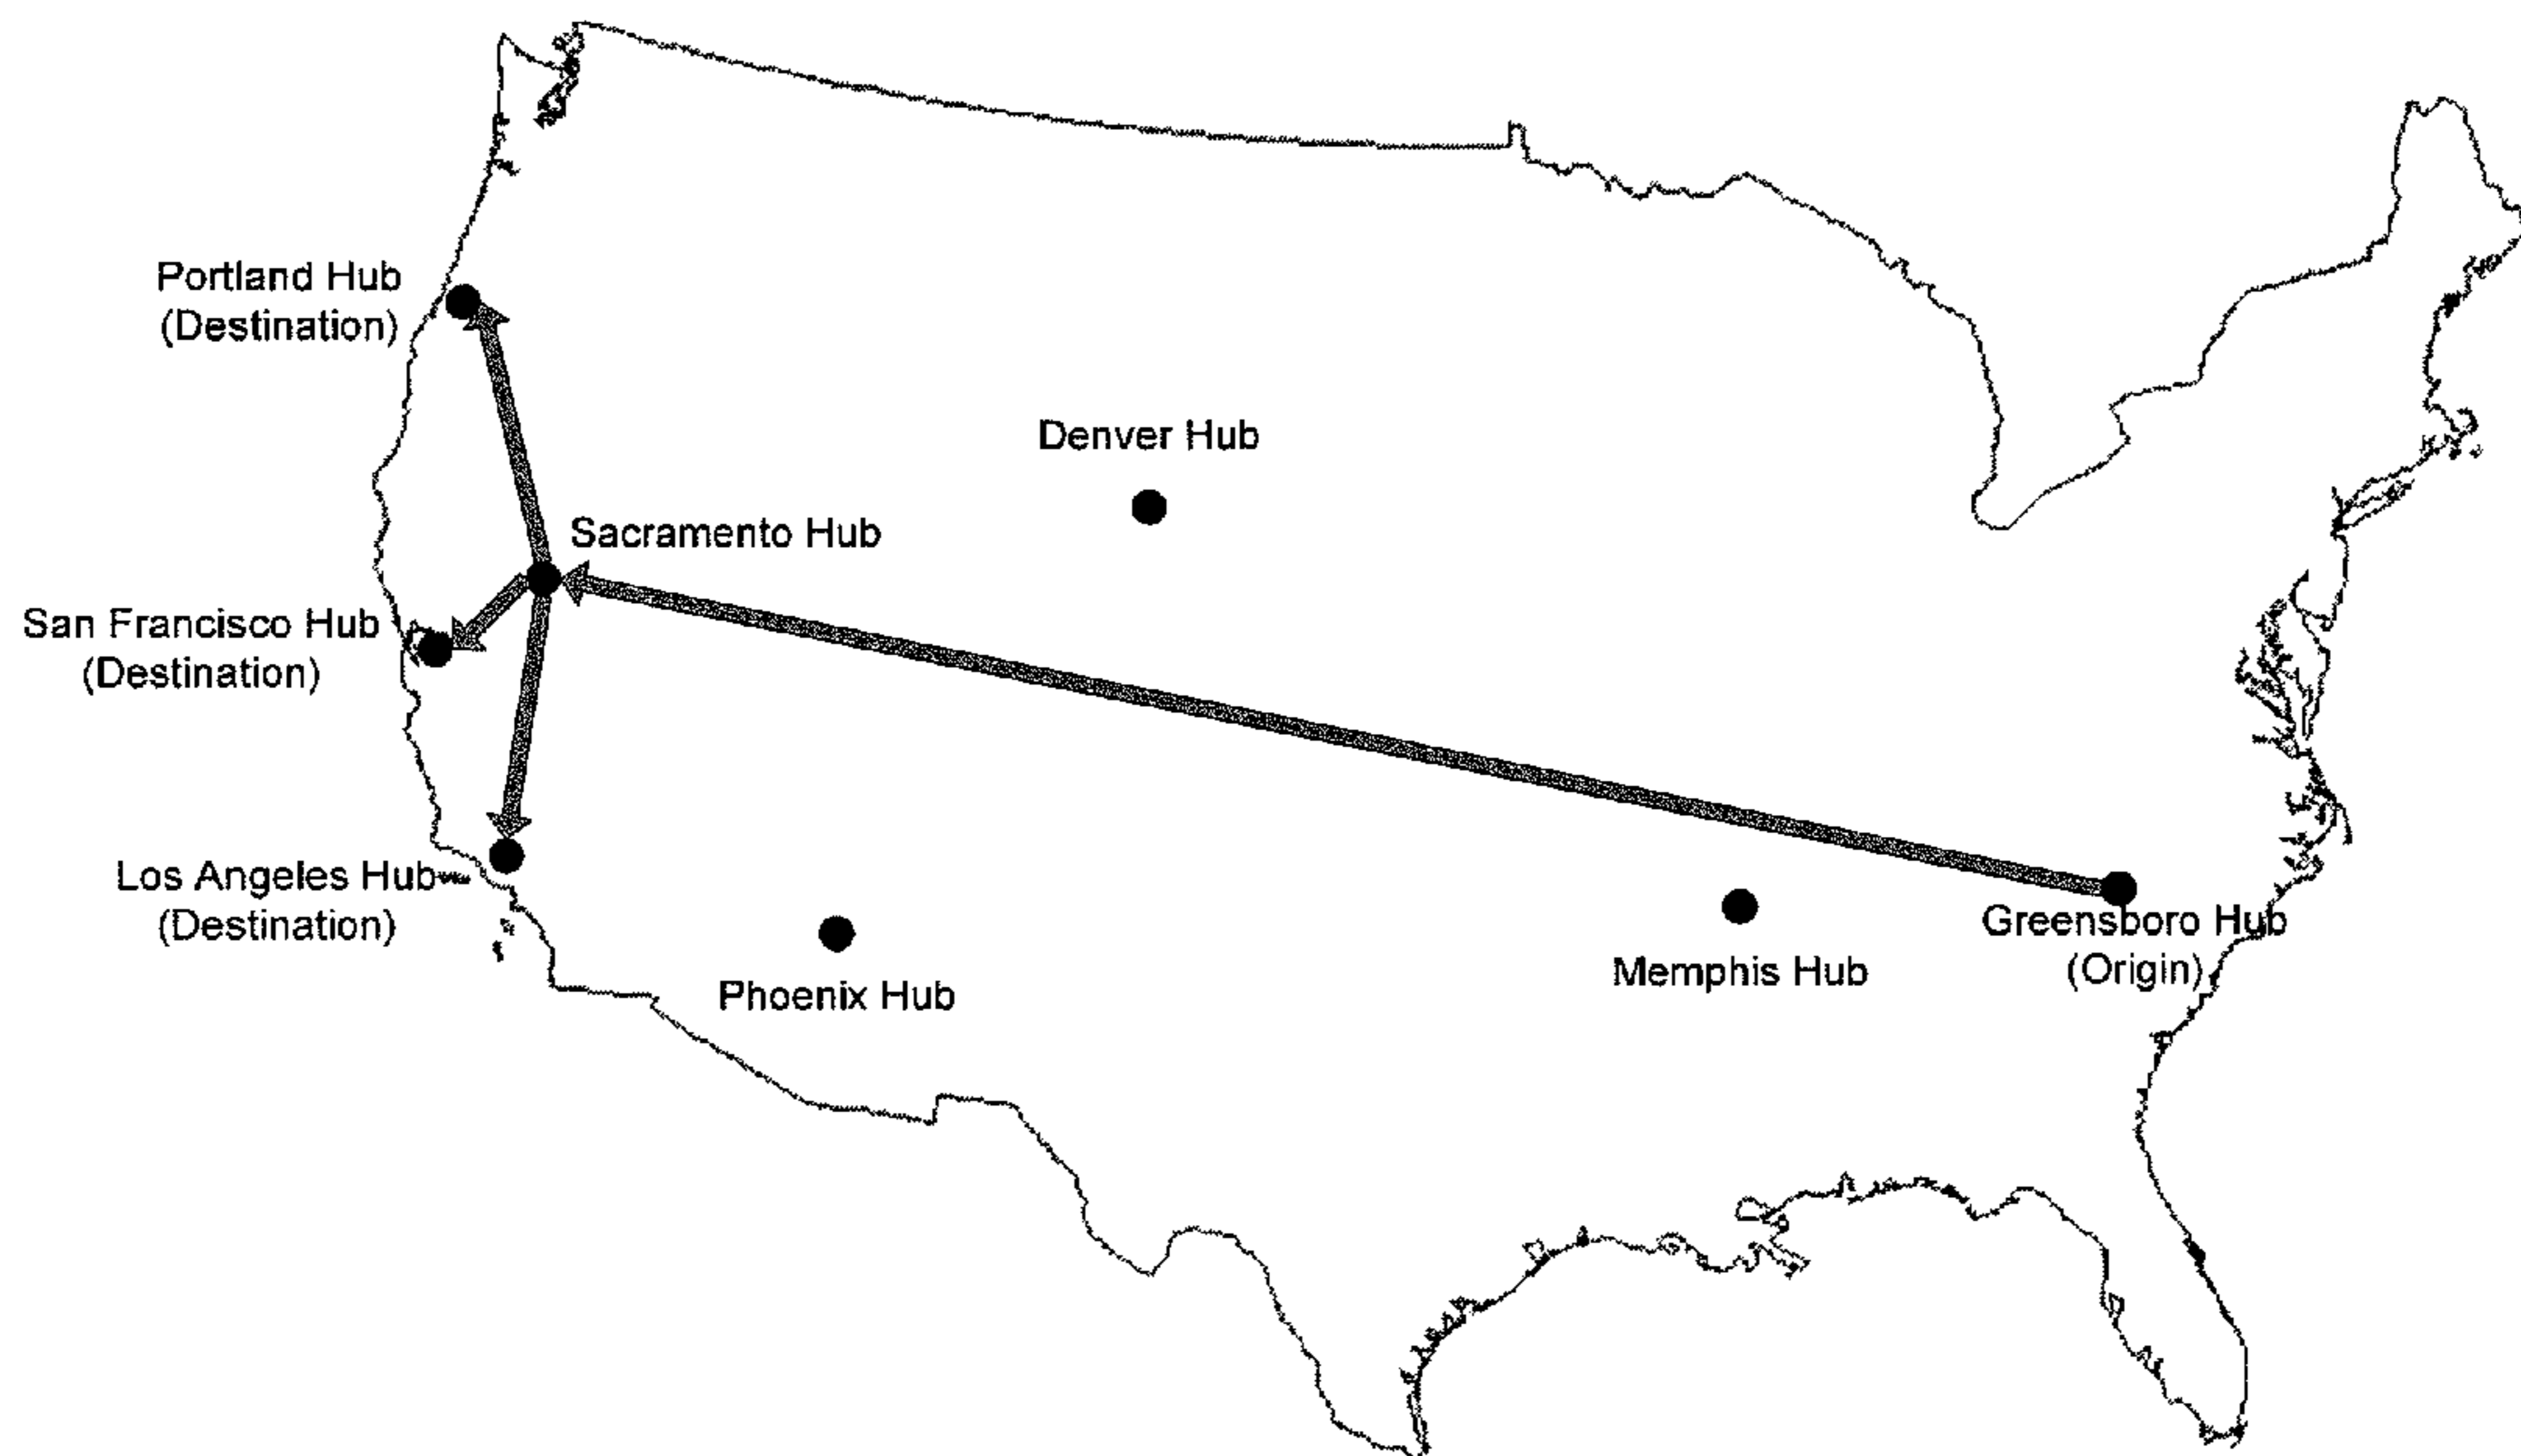 Portland Hub
(Destination)
Denver Hub
Sacramento Hub
San Francisco Hub
(Destination)
Los Angeles Hub
(Destination)
Phoenix Hub
Memphis Hub
Greensboro Hub
(Origin)